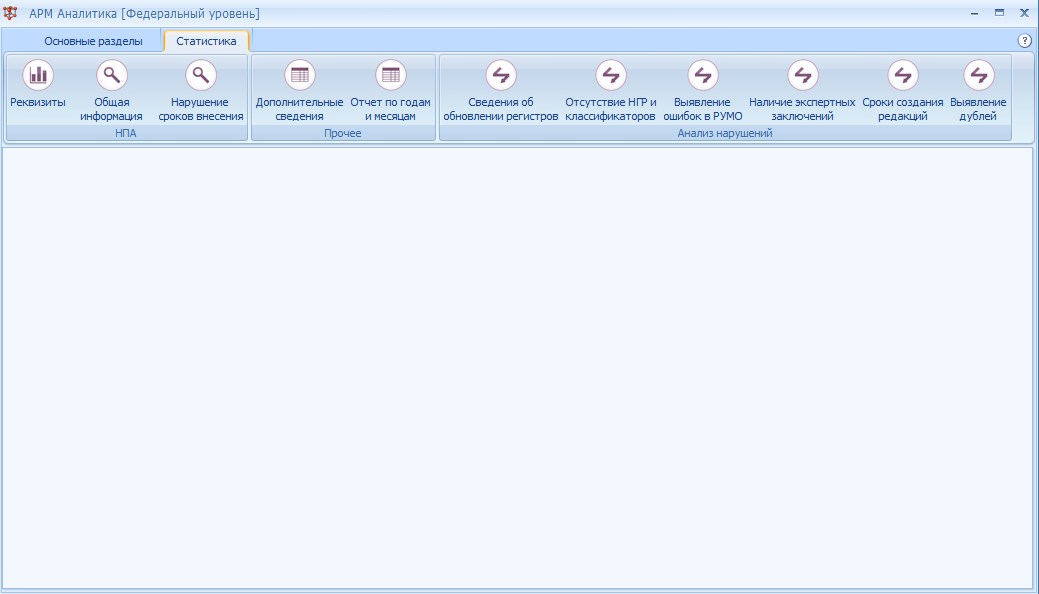 АРМ Аналитика [Федеральный уровень]
Основные разделы
Статистика
?
Реквизиты
Общая
информация
Нарушение
сроков внесения
НПА
Дополнительные
сведения
Отчет по годам
и месяцам
Прочее
Сведения об
обновлении регистров
Отсутствие НГР и
классификаторов
Выявление
ошибок в РУМО
Наличие экспертных
заключений
Сроки создания
редакций
Выявление
дублей
Анализ нарушений